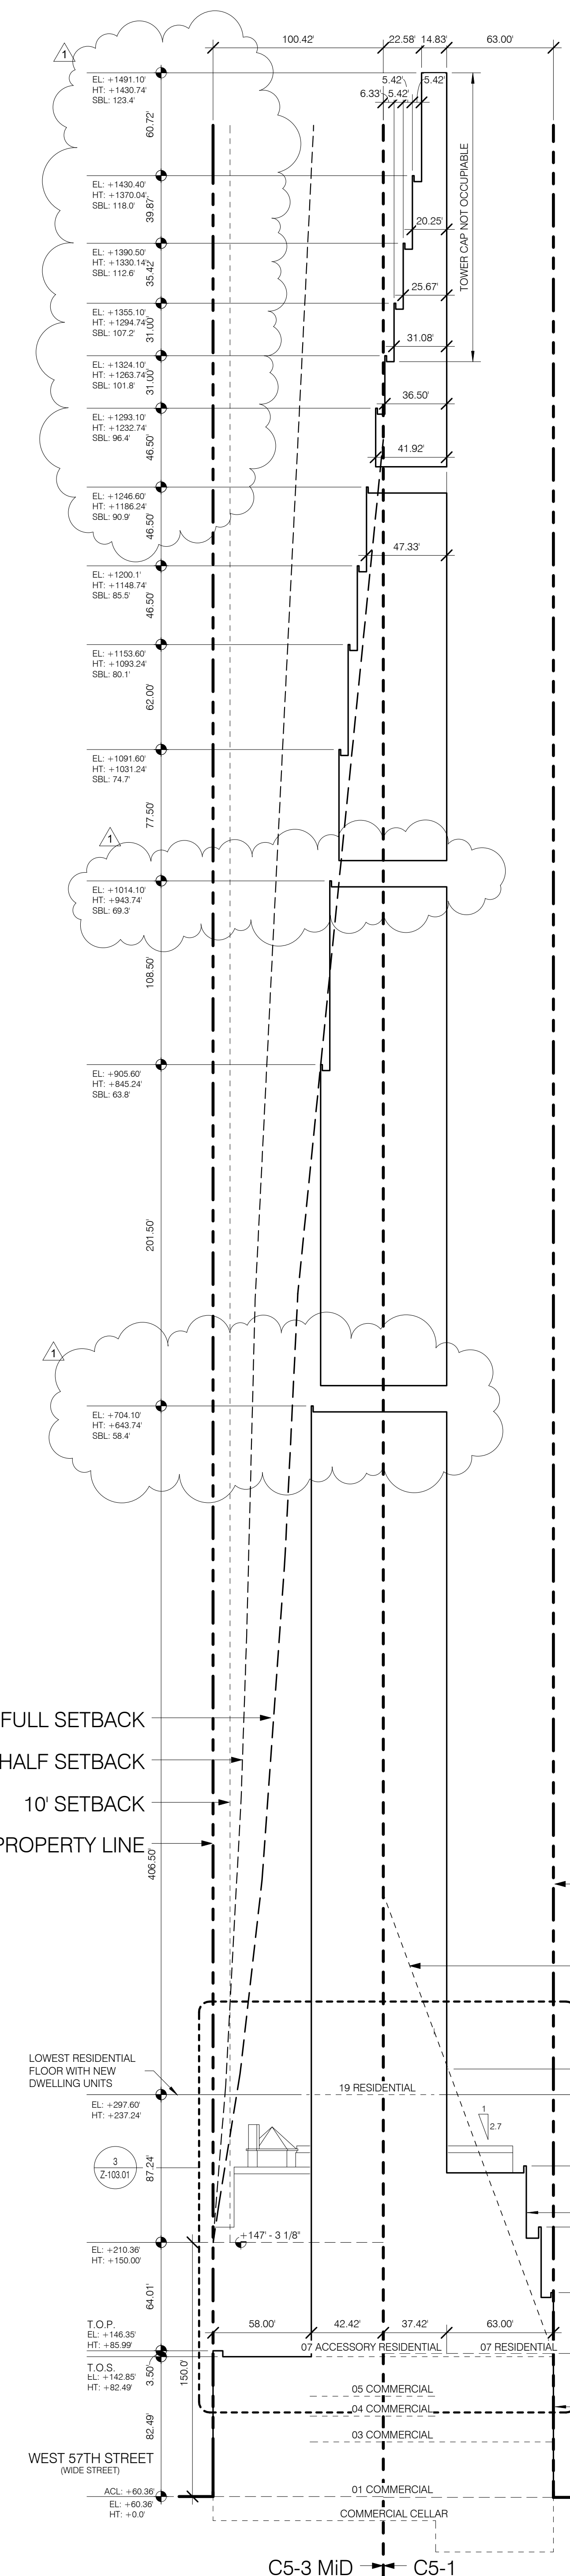 100.42'
22.58'
14.83'
63.00'
1
EL: +1491.10'
HT: +1430.74'
SBL: 123.4'
5.42'
5.42'
6.33'
5.42'
60.72'
TOWER CAP NOT OCCUPIABLE
EL: +1430.40'
HT: +1370.04'
SBL: 118.0'
39.87'
20.25'
EL: +1390.50'
HT: +1330.14'
SBL: 112.6'
35.42'
25.67'
EL: +1355.10'
HT: +1294.74'
SBL: 107.2'
31.00'
31.08'
EL: +1324.10'
HT: +1263.74'
SBL: 101.8'
31.00'
36.50'
EL: +1293.10'
HT: +1232.74'
SBL: 96.4'
46.50'
41.92'
EL: +1246.60'
HT: +1186.24'
SBL: 90.9'
46.50'
47.33'
EL: +1200.1'
HT: +1148.74'
SBL: 85.5'
46.50'
EL: +1153.60'
HT: +1093.24'
SBL: 80.1'
62.00'
EL: +1091.60'
HT: +1031.24'
SBL: 74.7'
77.50'
1
EL: +1014.10'
HT: +943.74'
SBL: 69.3'
108.50'
EL: +905.60'
HT: +845.24'
SBL: 63.8'
201.50'
1
EL: +704.10'
HT: +643.74'
SBL: 58.4'
FULL SETBACK
HALF SETBACK
10' SETBACK
PROPERTY LINE
406.50'
LOWEST RESIDENTIAL
FLOOR WITH NEW
DWELLING UNITS
19 RESIDENTIAL
EL: +297.60'
HT: +237.24'
1
2.7
3
Z-103.01
87.24'
+147' - 3 1/8"
EL: +210.36'
HT: +150.00'
64.01'
T.O.P.
EL: +146.35'
HT: +85.99'
58.00'
42.42'
37.42'
63.00'
07 ACCESSORY RESIDENTIAL
07 RESIDENTIAL
T.O.S.
EL: +142.85'
HT: +82.49'
3.50'
150.0'
05 COMMERCIAL
04 COMMERCIAL
82.49'
03 COMMERCIAL
WEST 57TH STREET
(WIDE STREET)
ACL: +60.36'
01 COMMERCIAL
EL: +60.36'
HT: +0.0'
COMMERCIAL CELLAR
C5-3 MiD
C5-1